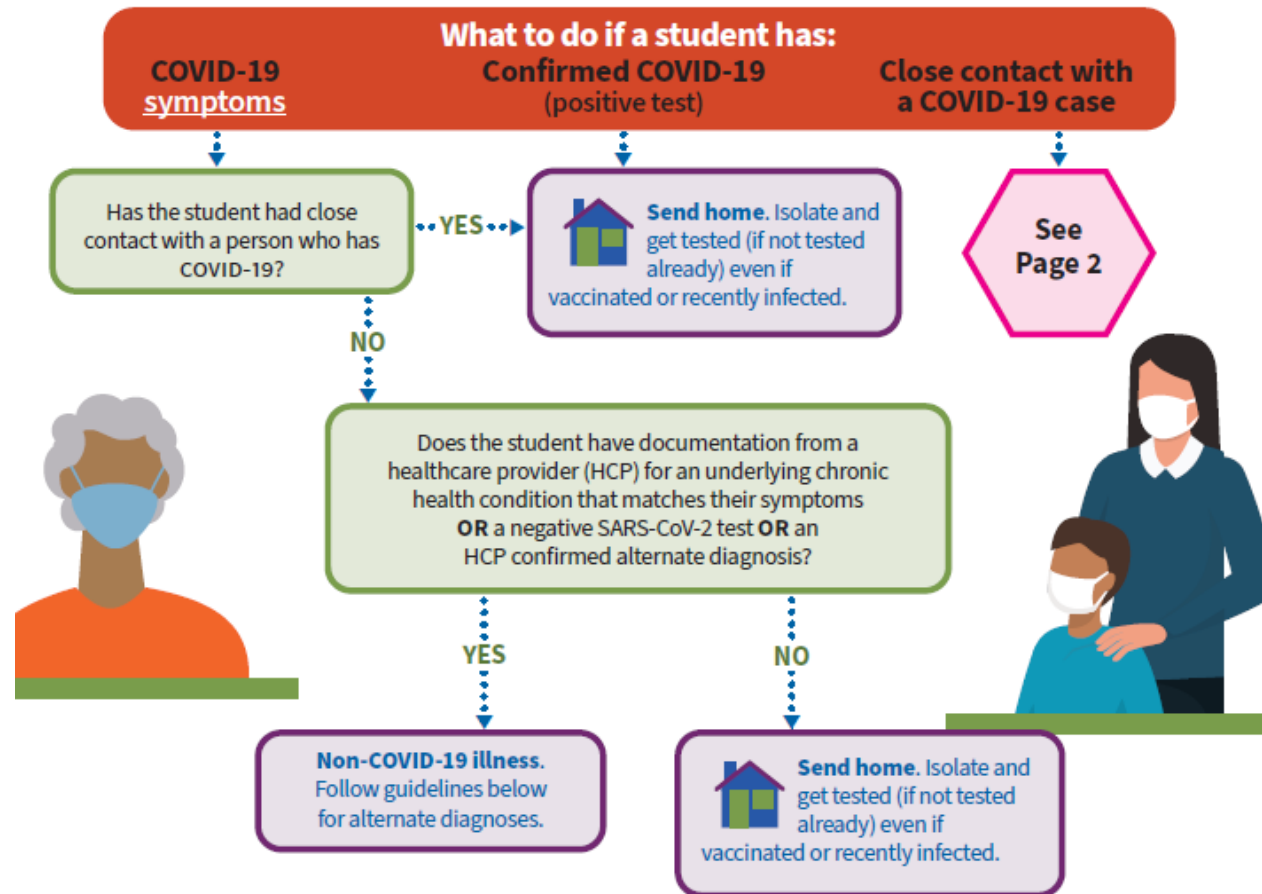 What to do if a student has:
COVID-19
symptoms
Confirmed COVID-19
(positive test)
Close contact with
a COVID-19 case
Has the student had close
contact with a person who has
COVID-19?
YES
Send home. Isolate and
get tested (if not tested
already) even if
vaccinated or recently infected.
See
Page 2
NO
Does the student have documentation from a
healthcare provider (HCP) for an underlying chronic
health condition that matches their symptoms
OR a negative SARS-CoV-2 test OR an
HCP confirmed alternate diagnosis?
YES
NO
Non-COVID-19 illness.
Follow guidelines below
for alternate diagnoses.
Send home. Isolate and
get tested (if not tested
already) even if
vaccinated or recently infected.